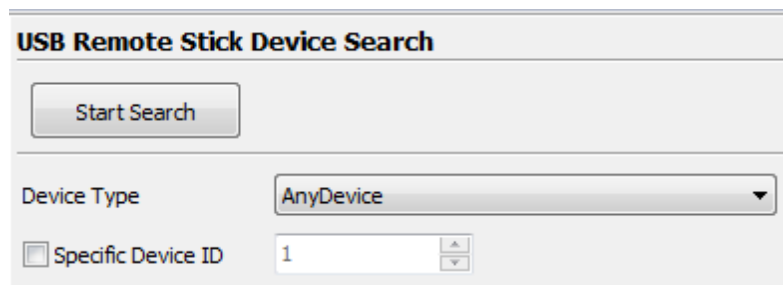 USB Remote Stick Device Search
Start Search
Device Type AnyDevice
Specific Device ID 1